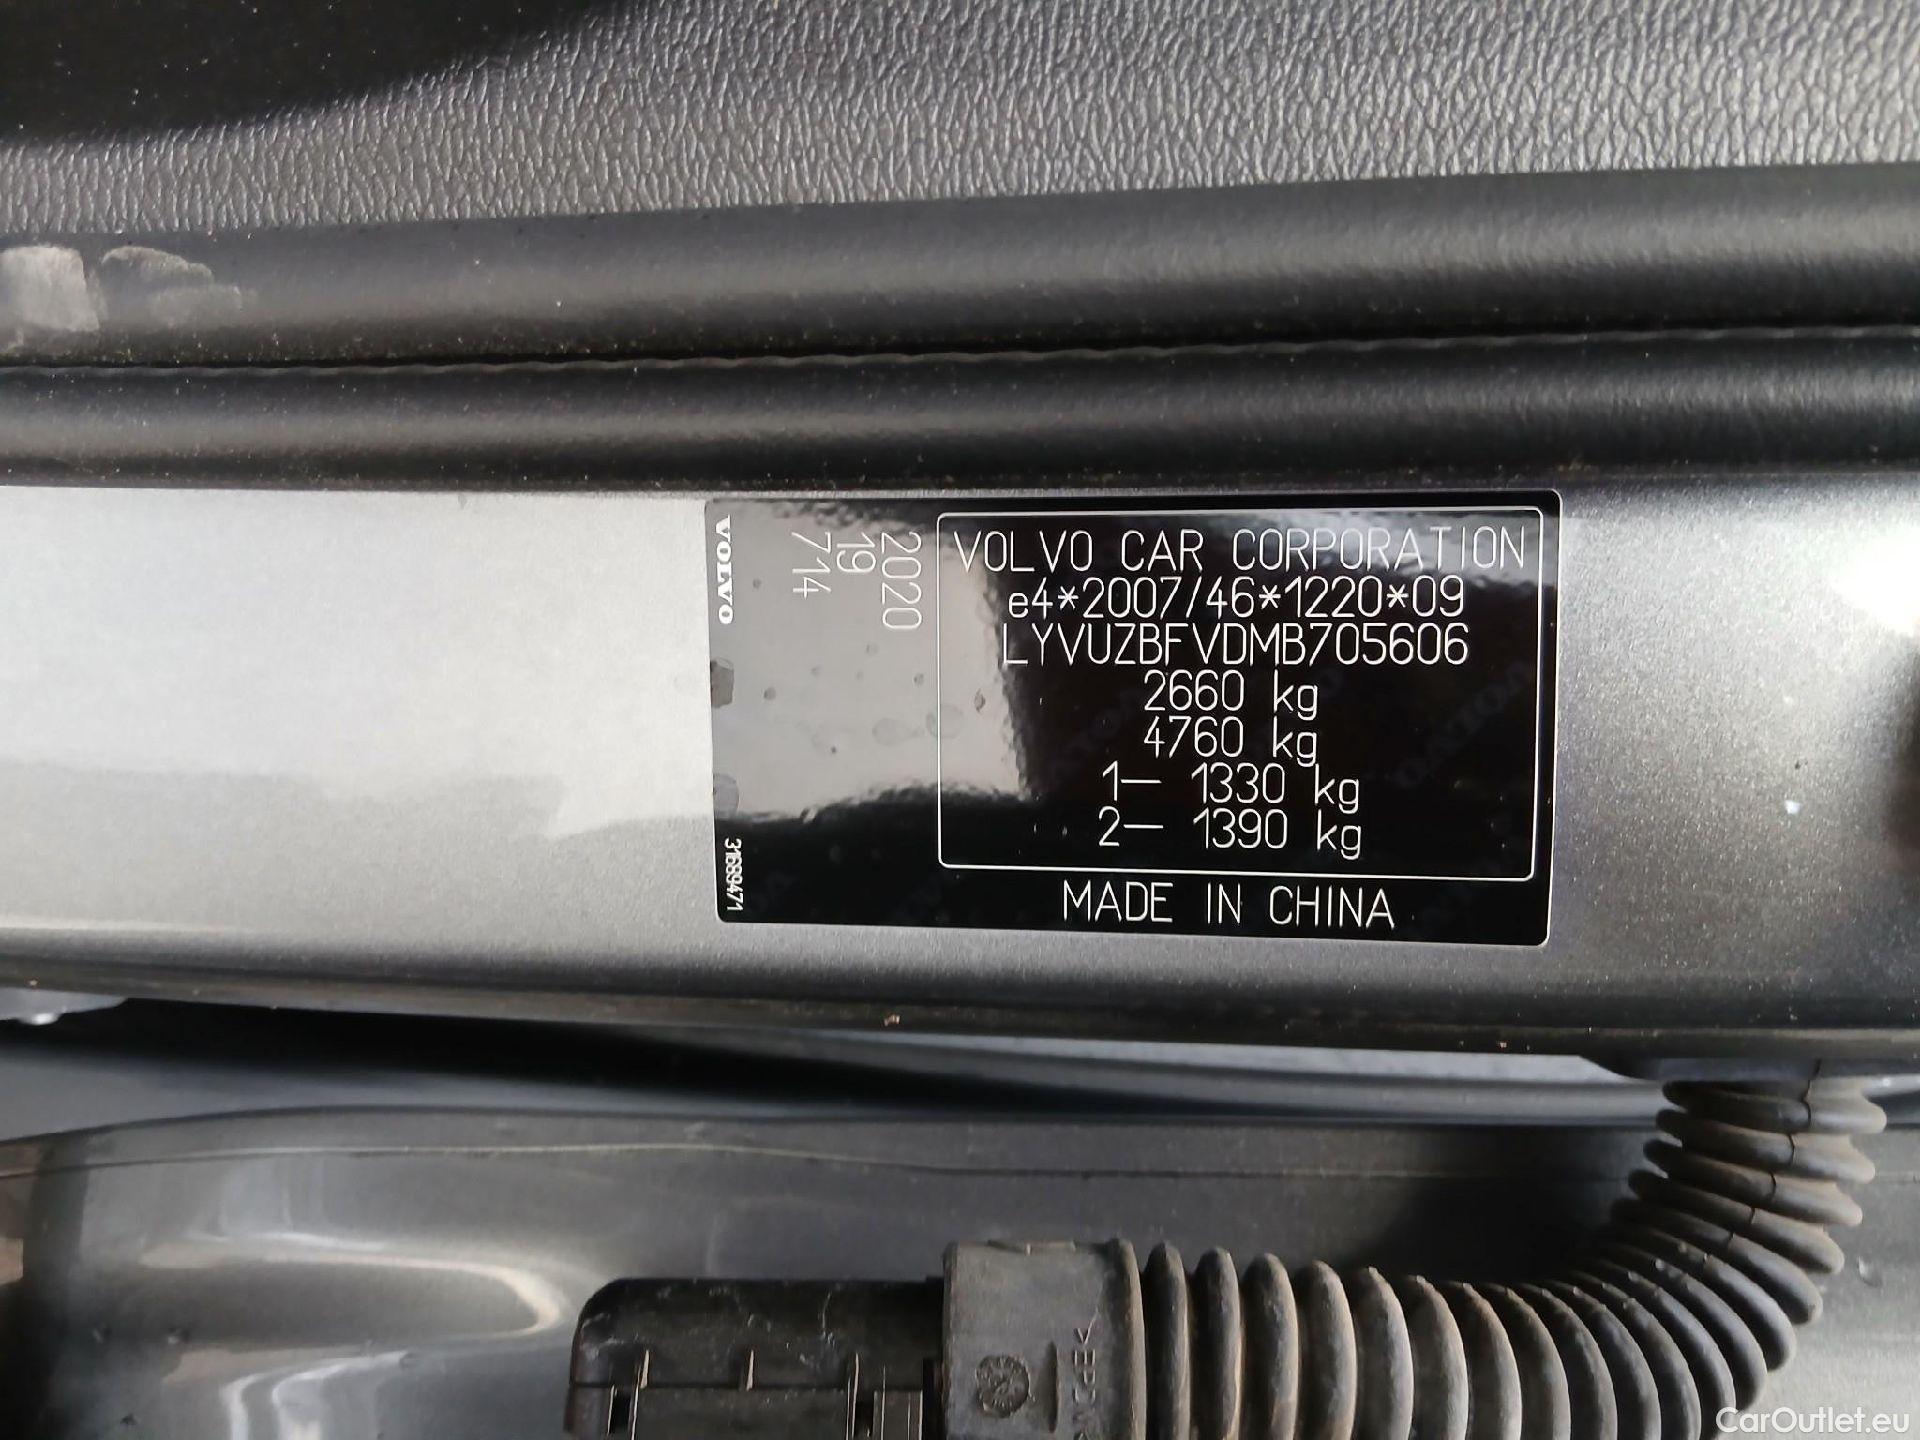 VOLVO
2020
19
714
31689471
VOLVO CAR CORPORATION
e4*2007/46*1220*09
LYVUZBFVDMB705606
2660 kg
4760 kg
1– 1330 kg
2– 1390 kg
MADE IN CHINA
CarOutlet.eu